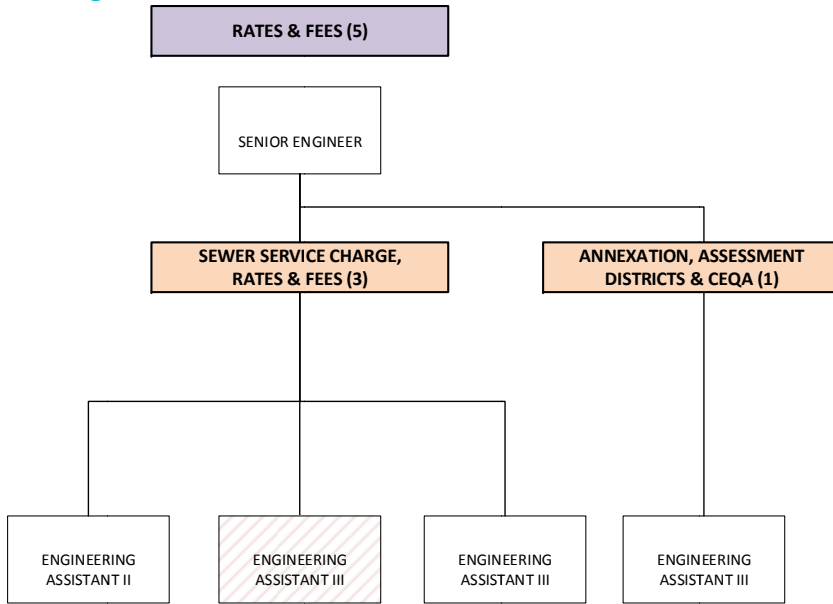 RATES & FEES (5)
SENIOR ENGINEER
SEWER SERVICE CHARGE,
RATES & FEES (3)
ANNEXATION, ASSESSMENT
DISTRICTS & CEQA (1)
ENGINEERING
ASSISTANT II
ENGINEERING
ASSISTANT III
ENGINEERING
ASSISTANT III
ENGINEERING
ASSISTANT III